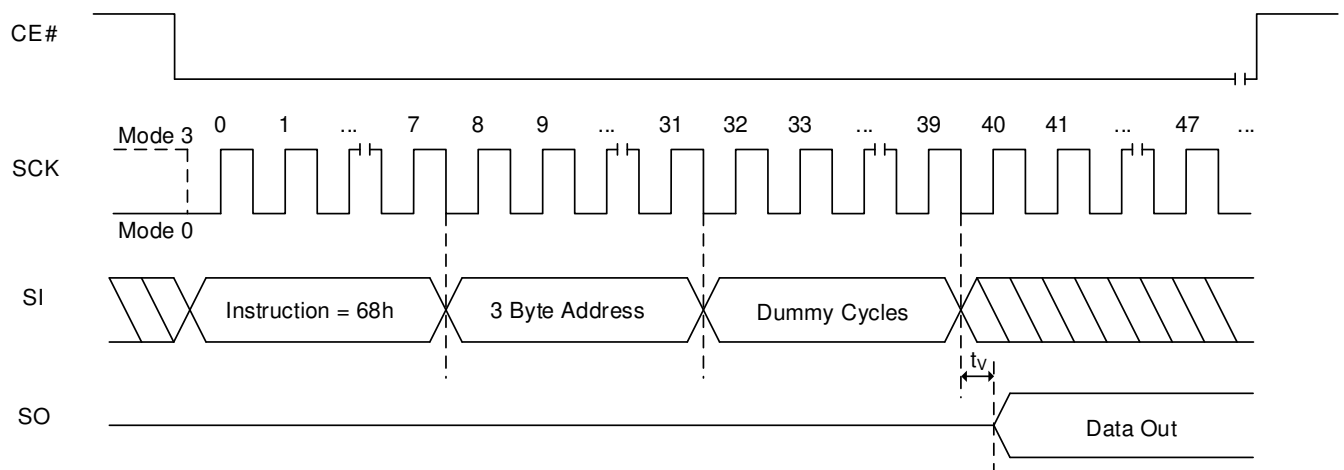 CE#
0 1 ... 7 8 9 ... 31 32 33 ... 39 40 41 ... 47 ...
Mode 3
SCK
Mode 0
SI
Instruction = 68h
3 Byte Address
Dummy Cycles
tV
SO
Data Out